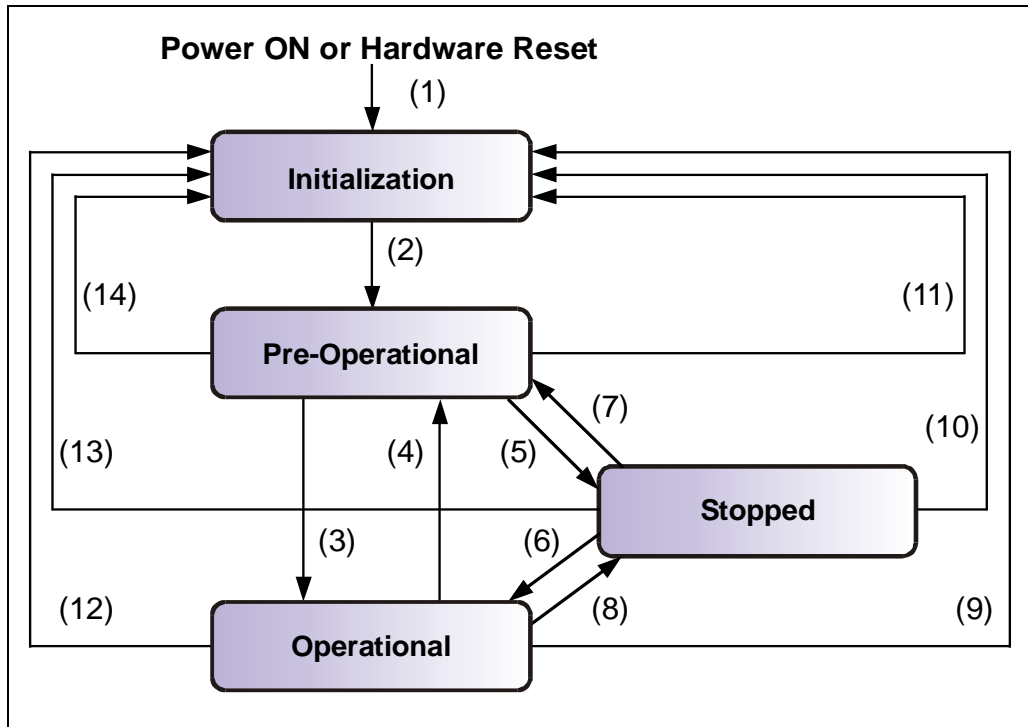 Power ON or Hardware Reset
(1)
Initialization
(2)
(14)
(11)
Pre-Operational
(7)
(13)
(4)
(5)
(10)
Stopped
(3)
(6)
(12)
(8)
(9)
Operational